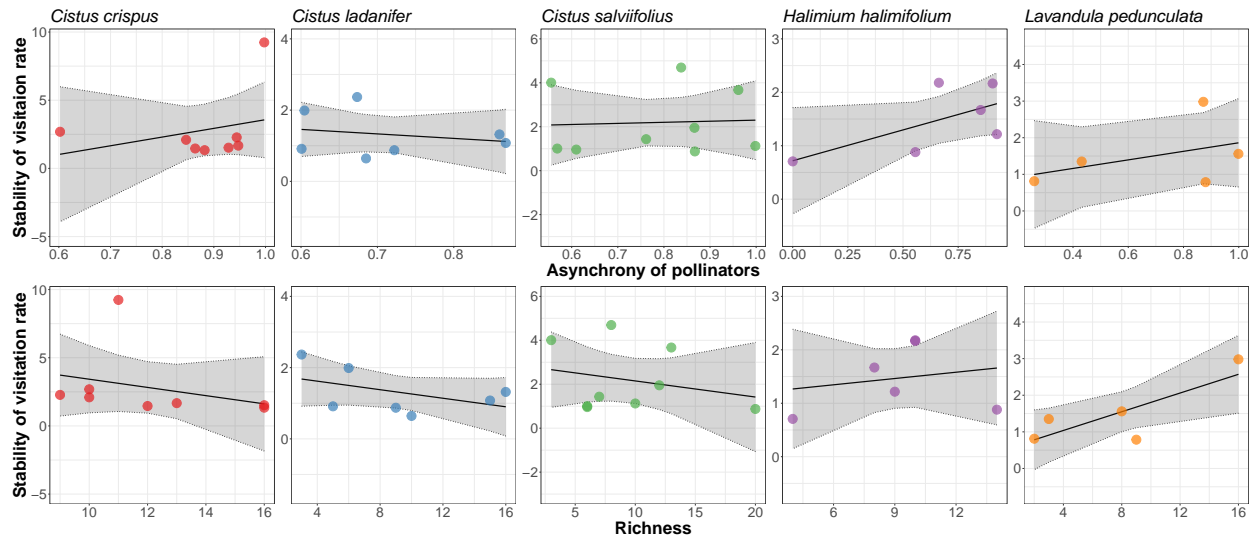 Cistus crispus Cistus ladanifer Cistus salviifolius Halimium halimifolium Lavandula pedunculata
Stability of visitaion rate
10
5
0
−5
0.6 0.7 0.8 0.9 1.0
4
2
0
0.6 0.7 0.8
6
4
2
0
−2
0.6 0.7 0.8 0.9 1.0
3
2
1
0
0.00 0.25 0.50 0.75
4
3
2
1
0
0.4 0.6 0.8 1.0
Asynchrony of pollinators
Stability of visitation rate
10
5
0
−5
10 12 14 16
4
2
0
4 8 12 16
6
4
2
0
−2
5 10 15 20
3
2
1
0
6 9 12
4
3
2
1
0
4 8 12 16
Richness